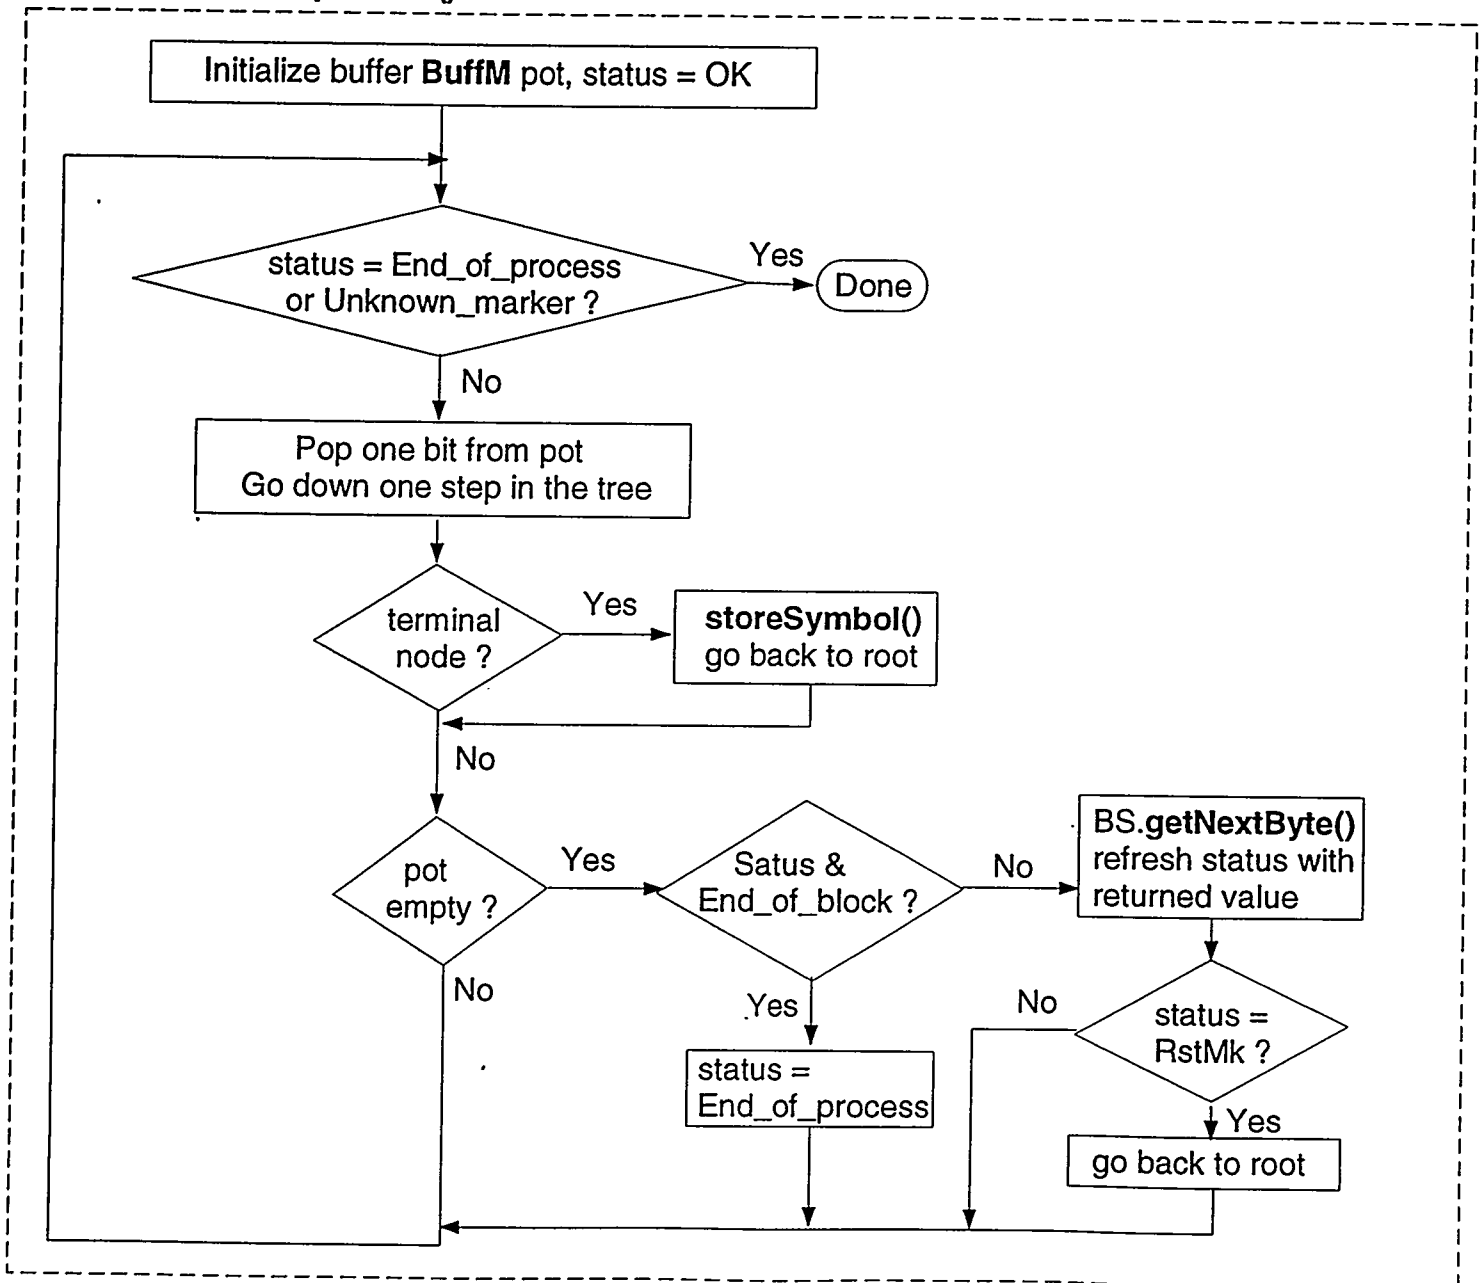 Initialize buffer BuffM pot, status = OK
status = End_of_process
or Unknown_marker ?
Yes
Done
No
Pop one bit from pot
Go down one step in the tree
terminal
node ?
Yes
storeSymbol()
go back to root
No
pot
empty ?
Yes
Satus &
End_of_block ?
No
BS.getNextByte()
refresh status with
returned value
No
Yes
No
status =
RstMk ?
status =
End_of_process
Yes
go back to root